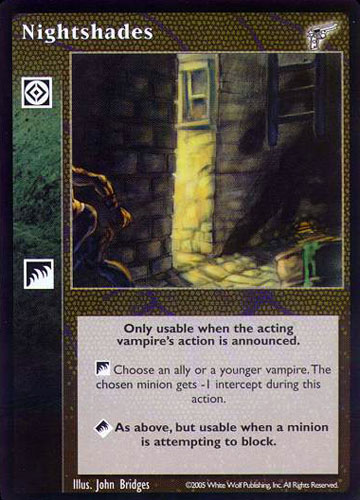 Nightshades
Only usable when the acting
vampire's action is announced.
Choose an ally or a younger vampire. The
chosen minion gets -1 intercept during this
action.
As above, but usable when a minion
is attempting to block.
Illus. John Bridges ©2005 White Wolf Publishing, Inc. All Rights Reserved.